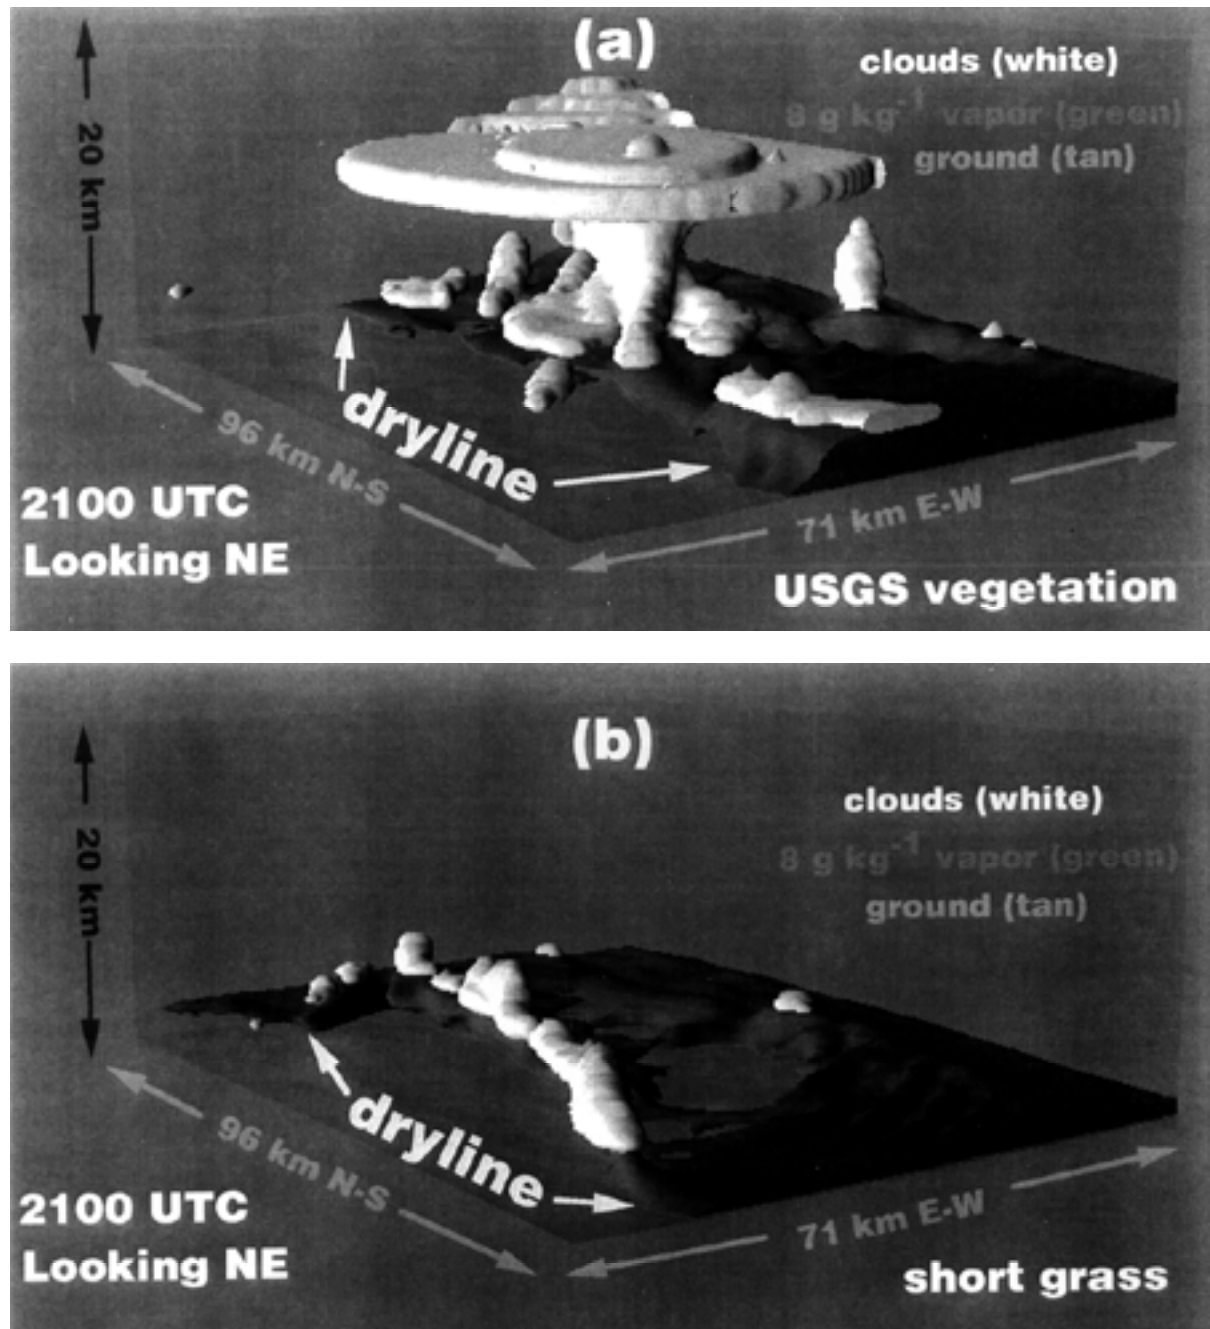 (a)
clouds (white)
8 g kg-1 vapor (green)
ground (tan)
20 km
dryline
96 km N-S
71 km E-W
2100 UTC
Looking NE
USGS vegetation
(b)
clouds (white)
8 g kg-1 vapor (green)
ground (tan)
20 km
dryline
96 km N-S
71 km E-W
2100 UTC
Looking NE
short grass